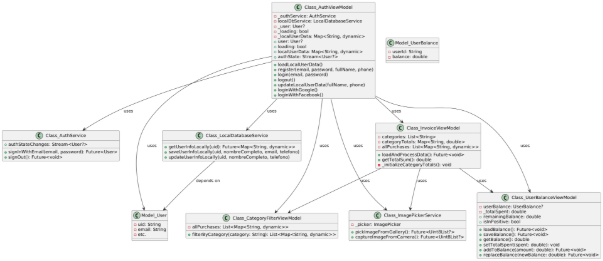 Class_AuthViewModel
_authService: AuthService
localDbService: LocalDatabaseService
_user: User?
_loading: bool
_localUserData: Map<String, dynamic>
user: User?
loading: bool
localUserData: Map<String, dynamic>
authState: Stream<User?>
loadLocalUserData()
register(email, password, fullName, phone)
login(email, password)
logout()
updateLocalUserData(fullName, phone)
loginWithGoogle()
loginWithFacebook()
Model_UserBalance
userId: String
balance: double
uses
uses
uses
uses
uses
Class_AuthService
authStateChanges: Stream<User?>
signInWithEmail(email, password): Future<User>
signOut(): Future<void>
Class_LocalDatabaseService
getUserInfoLocally(uid): Future<Map<String, dynamic>>
saveUserInfoLocally(uid, nombreCompleto, email, telefono)
updateUserInfoLocally(uid, nombreCompleto, telefono)
Class_InvoiceViewModel
categories: List<String>
categoryTotals: Map<String, double>
allPurchases: List<Map<String, dynamic>>
loadAndProcessData(): Future<void>
getTotalSum(): double
_initializeCategoryTotals(): void
uses
depends on
uses
uses
uses
uses
Model_User
uid: String
email: String
etc.
Class_CategoryFilterViewModel
allPurchases: List<Map<String, dynamic>>
filterByCategory(category: String): List<Map<String, dynamic>>
Class_ImagePickerService
_picker: ImagePicker
pickImageFromGallery(): Future<Uint8List?>
captureImageFromCamera(): Future<Uint8List?>
Class_UserBalanceViewModel
userBalance: UserBalance?
_totalSpent: double
remainingBalance: double
isPositive: bool
loadBalance(): Future<void>
saveBalance(): Future<void>
getBalance(): double
setTotalSpent(spent: double): void
addToBalance(amount: double): Future<void>
replaceBalance(newBalance: double): Future<void>